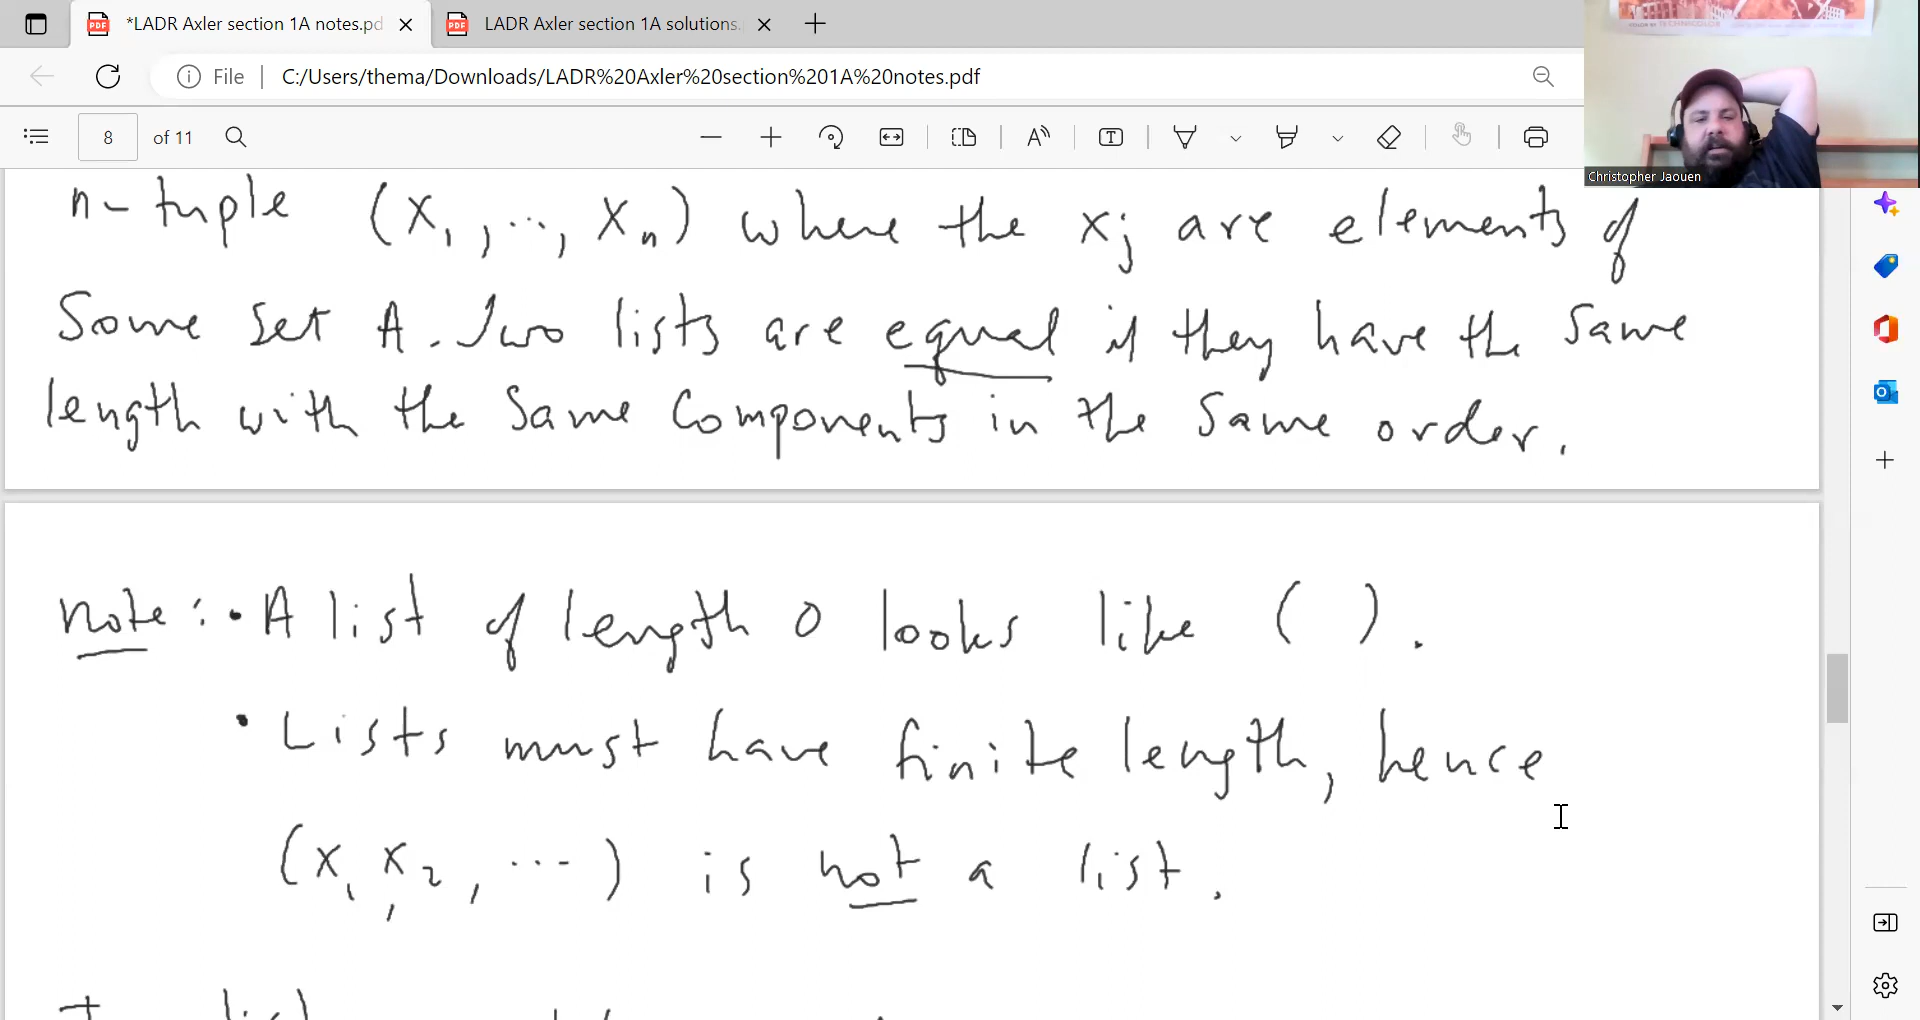 *LADR Axler section 1A notes.pd
LADR Axler section 1A solutions.
File
C:/Users/thema/Downloads/LADR%20Axler%20section%201A%20notes.pdf
8 of 11
Christopher Jaouen
n-tuple (x₁, ..., xₙ) where the xⱼ are elements of
some set A. Two lists are equal if they have the same
length with the same components in the same order.
note: • A list of length 0 looks like ( ).
• Lists must have finite length, hence
(x₁, x₂, ...) is not a list.